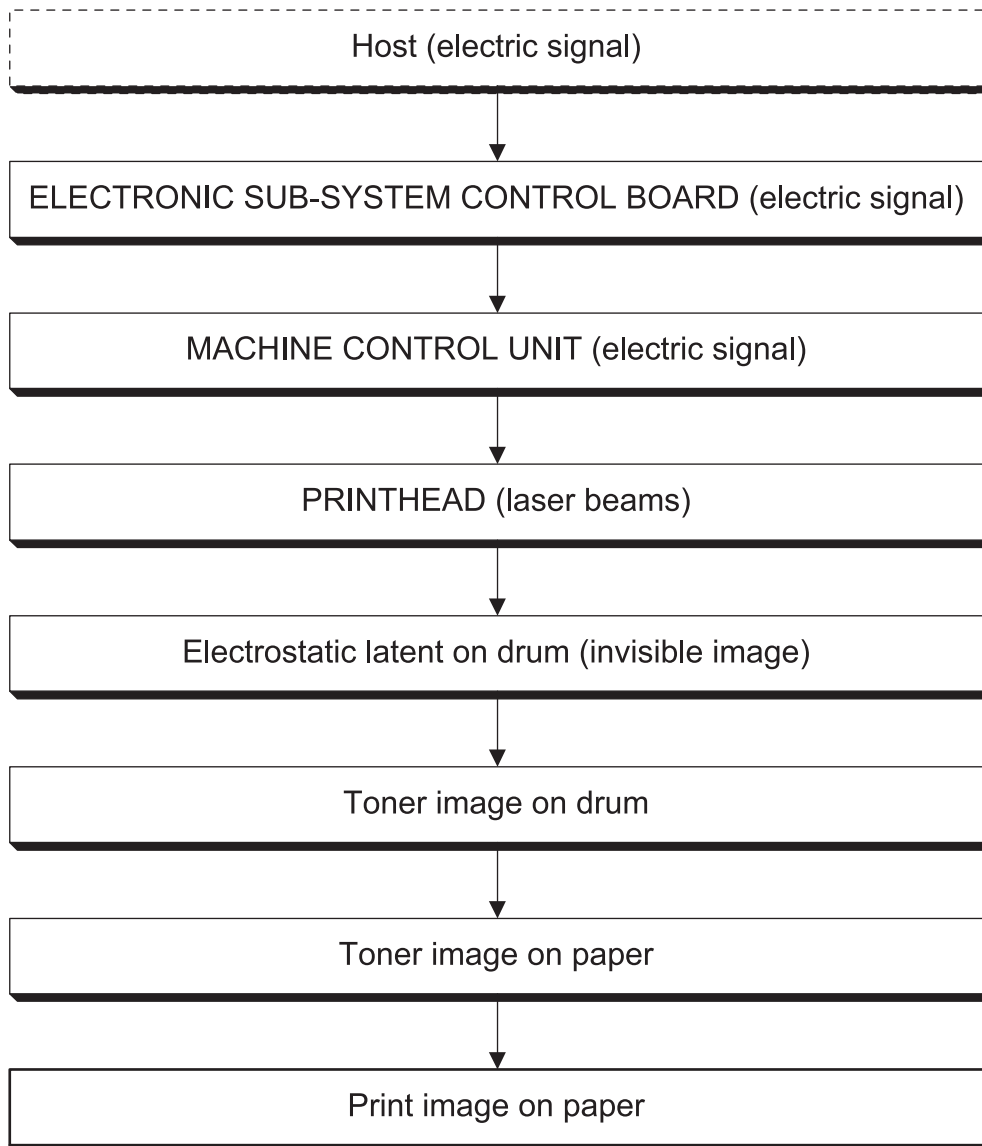 Host (electric signal)
ELECTRONIC SUB-SYSTEM CONTROL BOARD (electric signal)
MACHINE CONTROL UNIT (electric signal)
PRINTHEAD (laser beams)
Electrostatic latent on drum (invisible image)
Toner image on drum
Toner image on paper
Print image on paper